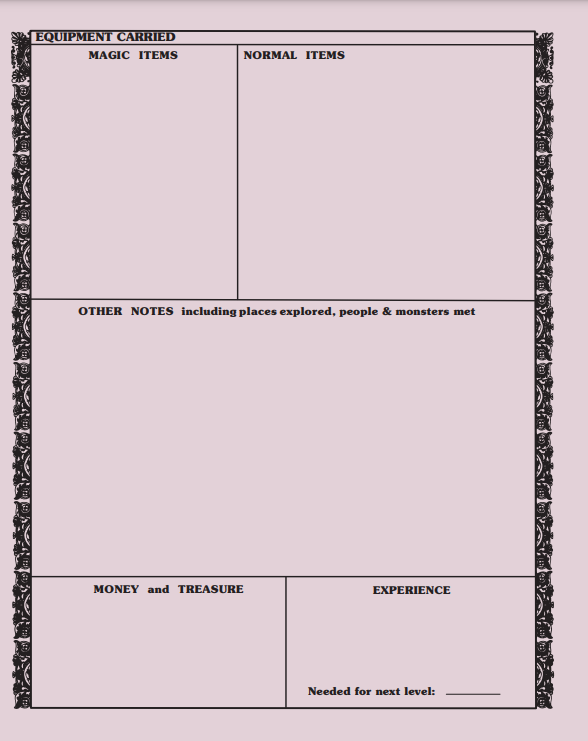 EQUIPMENT CARRIED
MAGIC ITEMS
NORMAL ITEMS
OTHER NOTES including places explored, people & monsters met
MONEY and TREASURE
EXPERIENCE
Needed for next level: